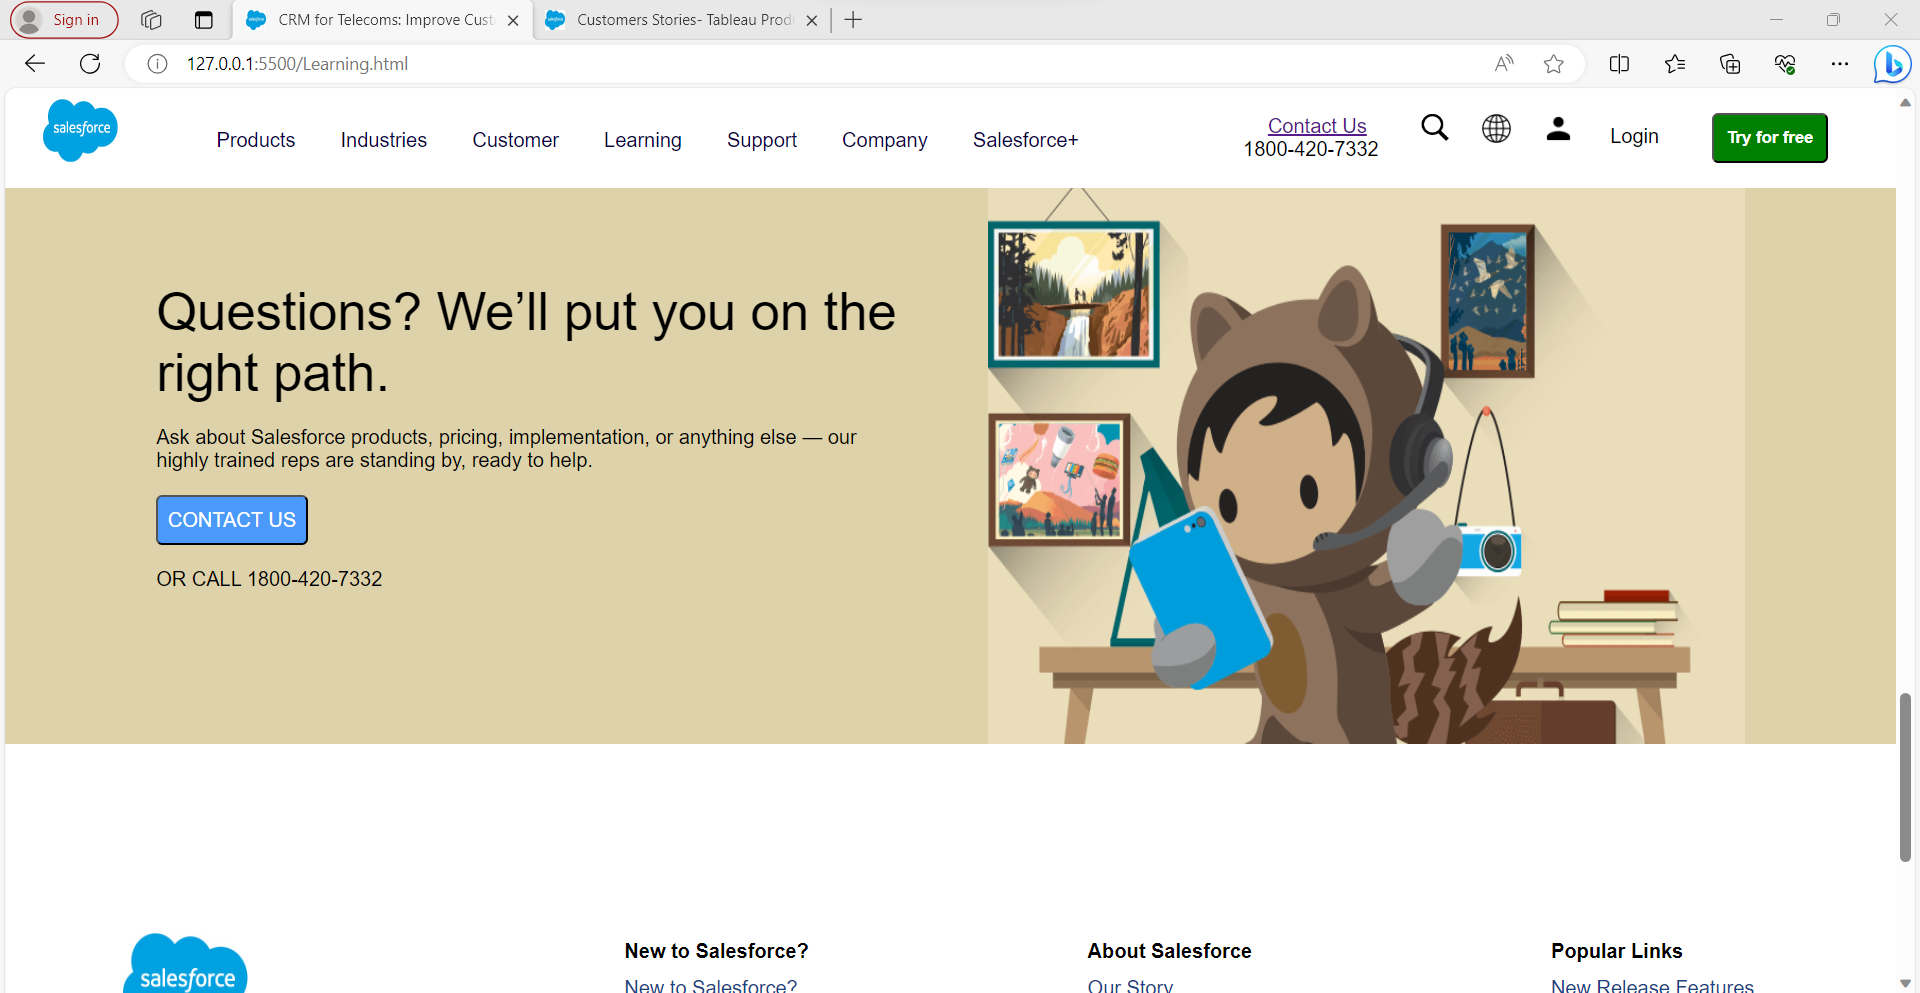 Sign in
CRM for Telecoms: Improve Cust
Customers Stories- Tableau Prod
127.0.0.1:5500/Learning.html
salesforce
Products
Industries
Customer
Learning
Support
Company
Salesforce+
Contact Us
1800-420-7332
Login
Try for free
Questions? We’ll put you on the
right path.
Ask about Salesforce products, pricing, implementation, or anything else — our
highly trained reps are standing by, ready to help.
CONTACT US
OR CALL 1800-420-7332
salesforce
New to Salesforce?
New to Salesforce?
About Salesforce
Our Story
Popular Links
New Release Features